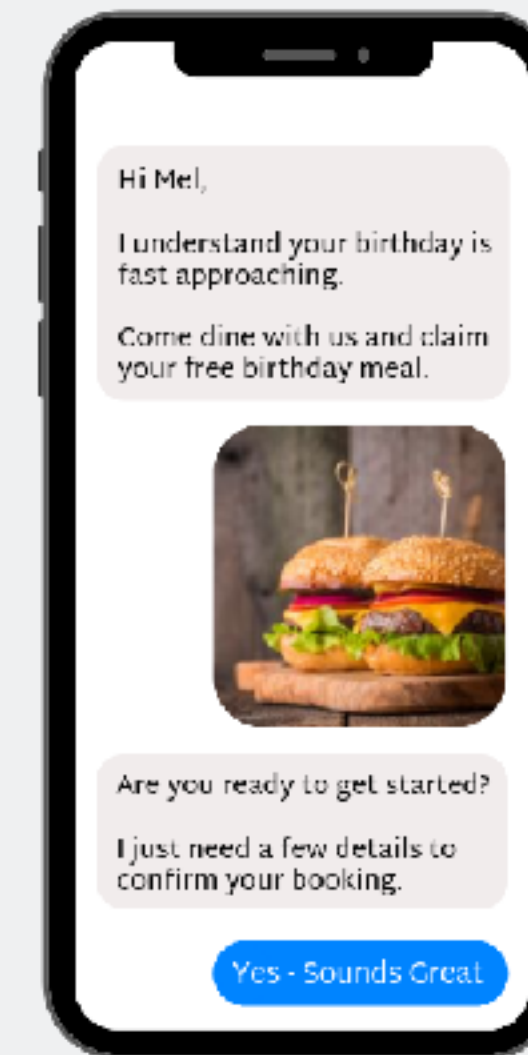 Hi Mel,
I understand your birthday is
fast approaching.
Come dine with us and claim
your free birthday meal.
Are you ready to get started?
I just need a few details to
confirm your booking.
Yes - Sounds Great